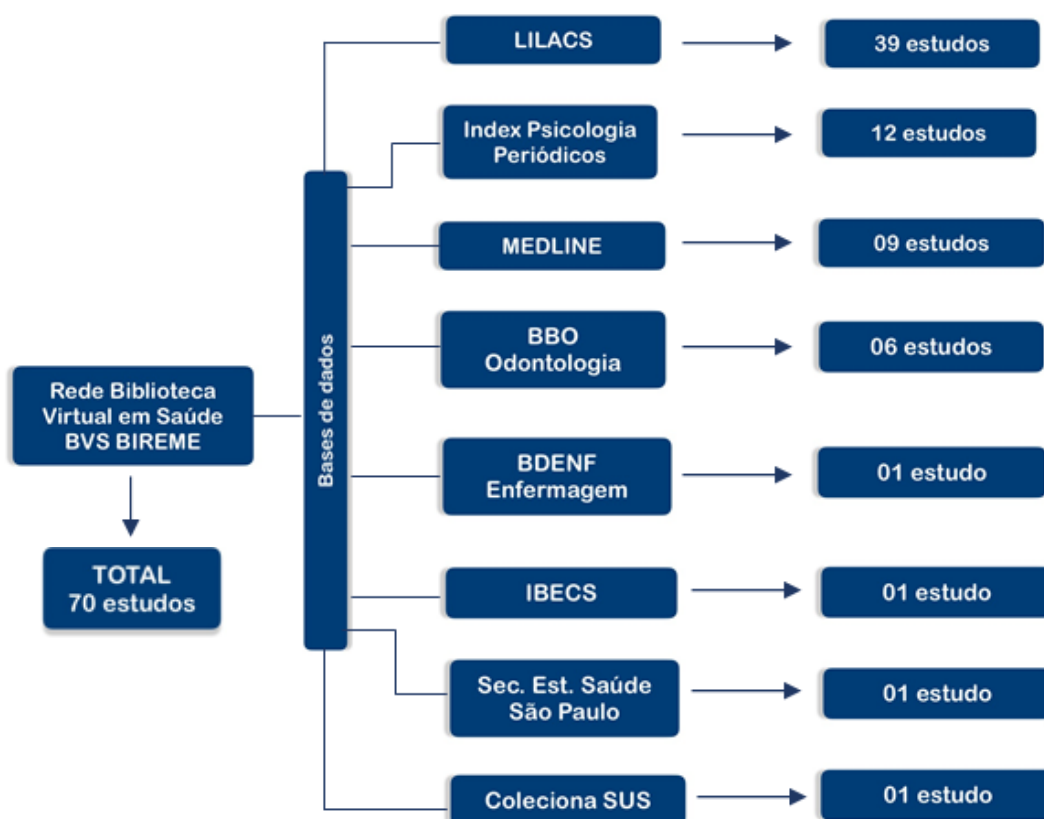 LILACS
39 estudos
Index Psicologia
Periódicos
12 estudos
MEDLINE
09 estudos
BBO
Odontologia
06 estudos
Rede Biblioteca
Virtual em Saúde
BVS BIREME
Bases de dados
BDENF
Enfermagem
01 estudo
TOTAL
70 estudos
IBECS
01 estudo
Sec. Est. Saúde
São Paulo
01 estudo
Coleciona SUS
01 estudo